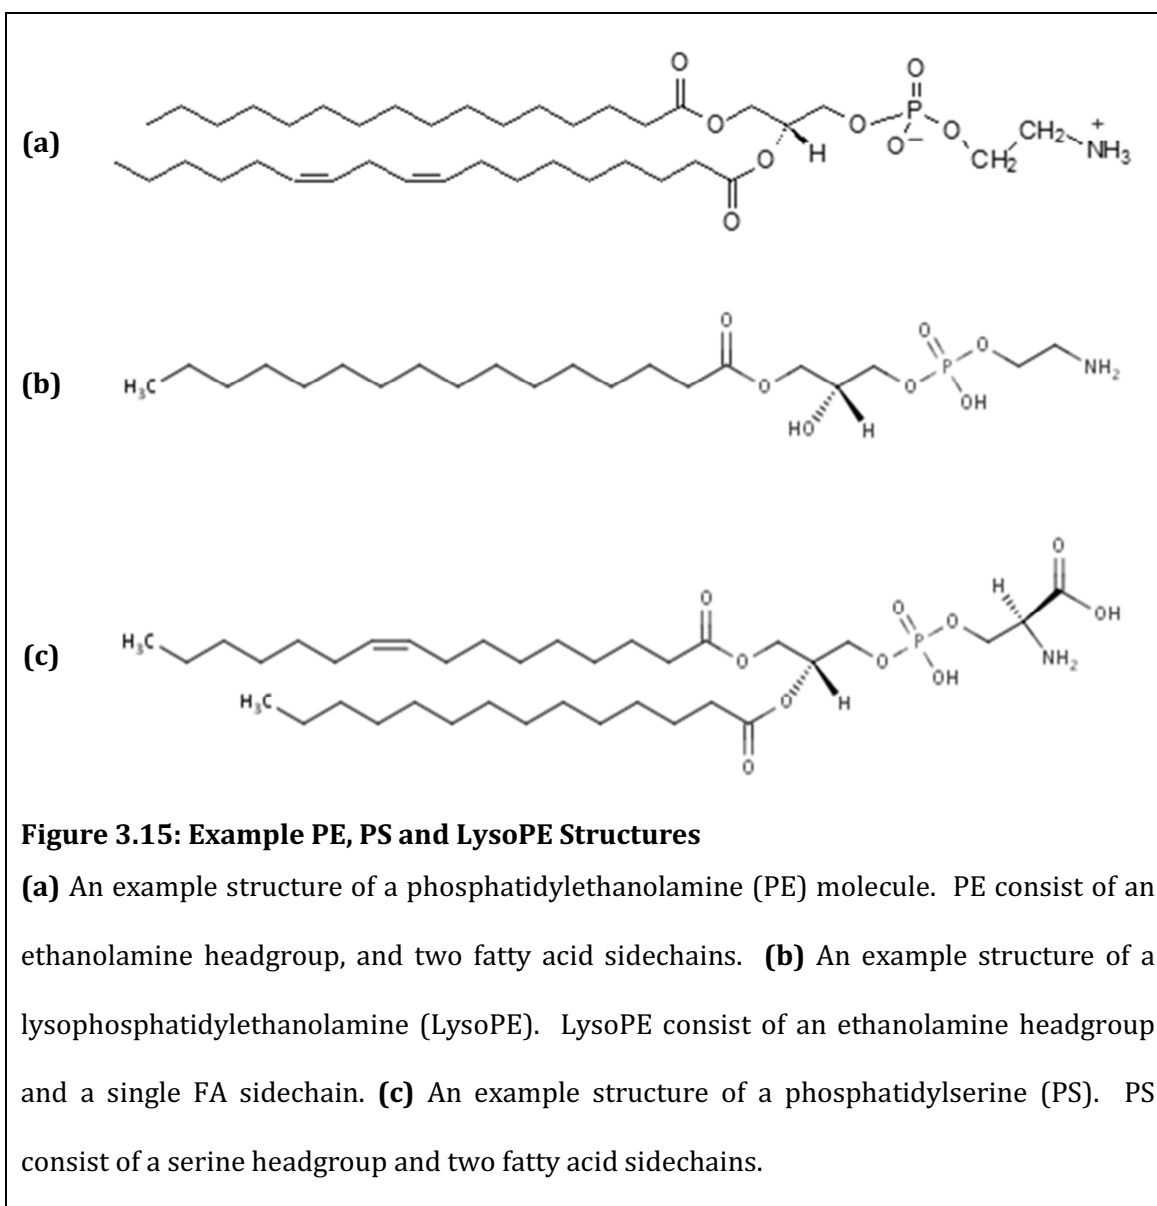 (a)
O
O
O
O
P
O
O
H
O−
O
O
CH2
CH2
+
NH3
(b)
H3C
O
O
HO
H
O
O
P
OH
O
NH2
(c)
H3C
O
O
H3C
O
O
H
O
O
P
OH
O
H
O
OH
NH2
Figure 3.15: Example PE, PS and LysoPE Structures
(a) An example structure of a phosphatidylethanolamine (PE) molecule. PE consist of an
ethanolamine headgroup, and two fatty acid sidechains. (b) An example structure of a
lysophosphatidylethanolamine (LysoPE). LysoPE consist of an ethanolamine headgroup
and a single FA sidechain. (c) An example structure of a phosphatidylserine (PS). PS
consist of a serine headgroup and two fatty acid sidechains.